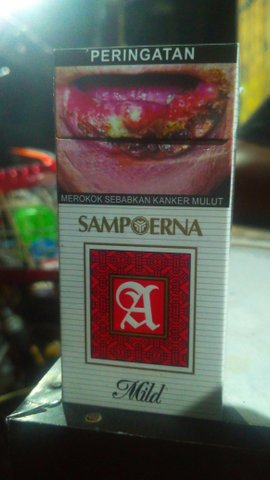 PERINGATAN
MEROKOK SEBABKAN KANKER MULUT
SAMPOERNA
A
Mild